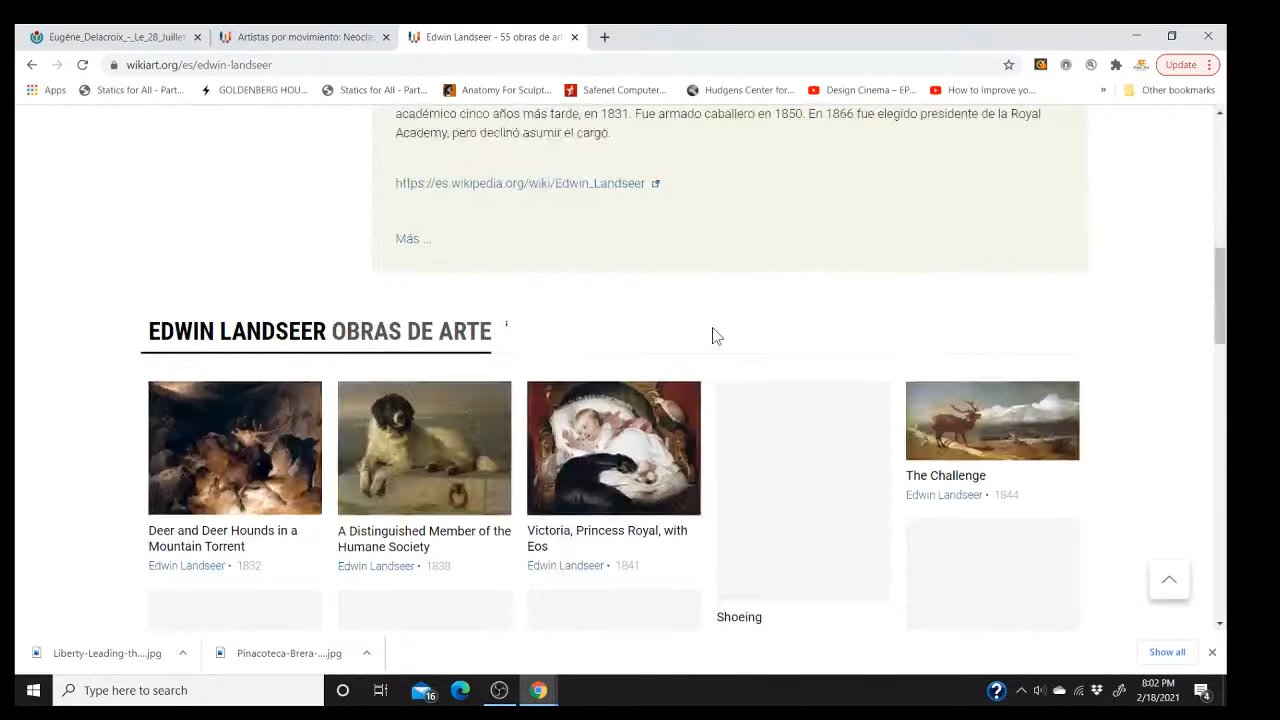 Eugène_Delacroix_-_Le_28_Juillet
Artistas por movimiento: Neoclas
Edwin Landseer - 55 obras de art
wikiart.org/es/edwin-landseer
Update
Apps
Statics for All - Part...
GOLDENBERG HOU...
Statics for All - Part...
Anatomy For Sculpt...
Safenet Computer...
Hudgens Center for...
Design Cinema – EP...
How to Improve yo...
»
Other bookmarks
académico cinco años más tarde, en 1831. Fue armado caballero en 1850. En 1866 fue elegido presidente de la Royal
Academy, pero declinó asumir el cargo.
https://es.wikipedia.org/wiki/Edwin_Landseer
Más ...
EDWIN LANDSEER OBRAS DE ARTE
Deer and Deer Hounds in a
Mountain Torrent
Edwin Landseer • 1832
A Distinguished Member of the
Humane Society
Edwin Landseer • 1838
Victoria, Princess Royal, with
Eos
Edwin Landseer • 1841
Shoeing
The Challenge
Edwin Landseer • 1844
Liberty-Leading-th....jpg
Pinacoteca-Brera-....jpg
Show all
Type here to search
16
8:02 PM
2/18/2021
4